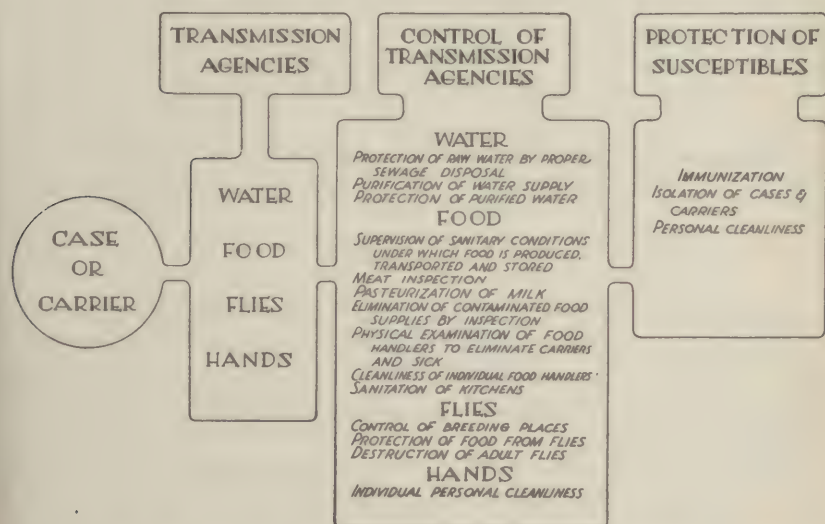 TRANSMISSION
AGENCIES
CONTROL OF
TRANSMISSION
AGENCIES
PROTECTION OF
SUSCEPTIBLES
CASE
OR
CARRIER
WATER
FOOD
FLIES
HANDS
WATER
PROTECTION OF RAW WATER BY PROPER
SEWAGE DISPOSAL
PURIFICATION OF WATER SUPPLY
PROTECTION OF PURIFIED WATER
FOOD
SUPERVISION OF SANITARY CONDITIONS
UNDER WHICH FOOD IS PRODUCED,
TRANSPORTED AND STORED
MEAT INSPECTION
PASTEURIZATION OF MILK
ELIMINATION OF CONTAMINATED FOOD
SUPPLIES BY INSPECTION
PHYSICAL EXAMINATION OF FOOD
HANDLERS TO ELIMINATE CARRIERS
AND SICK
CLEANLINESS OF INDIVIDUAL FOOD HANDLERS
SANITATION OF KITCHENS
FLIES
CONTROL OF BREEDING PLACES
PROTECTION OF FOOD FROM FLIES
DESTRUCTION OF ADULT FLIES
HANDS
INDIVIDUAL PERSONAL CLEANLINESS
IMMUNIZATION
ISOLATION OF CASES &
CARRIERS
PERSONAL CLEANLINESS